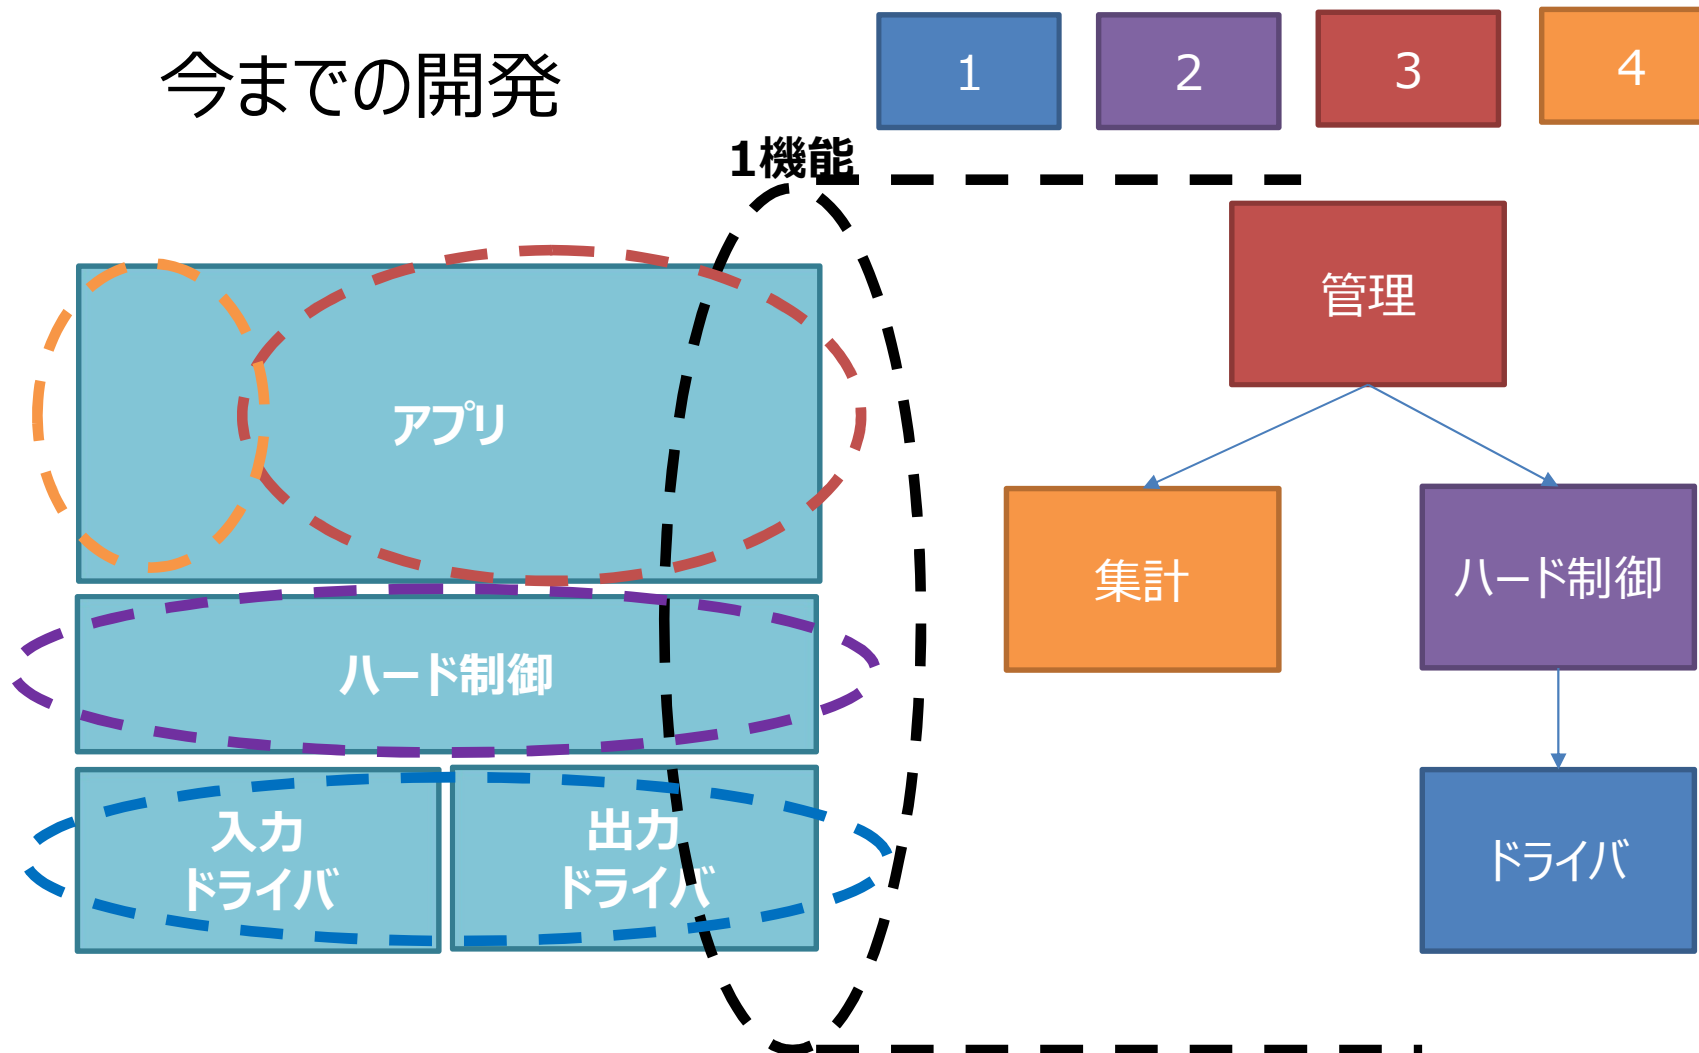 今までの開発
1
2
3
4
1機能
アプリ
ハード制御
入力
ドライバ
出力
ドライバ
管理
集計
ハード制御
ドライバ